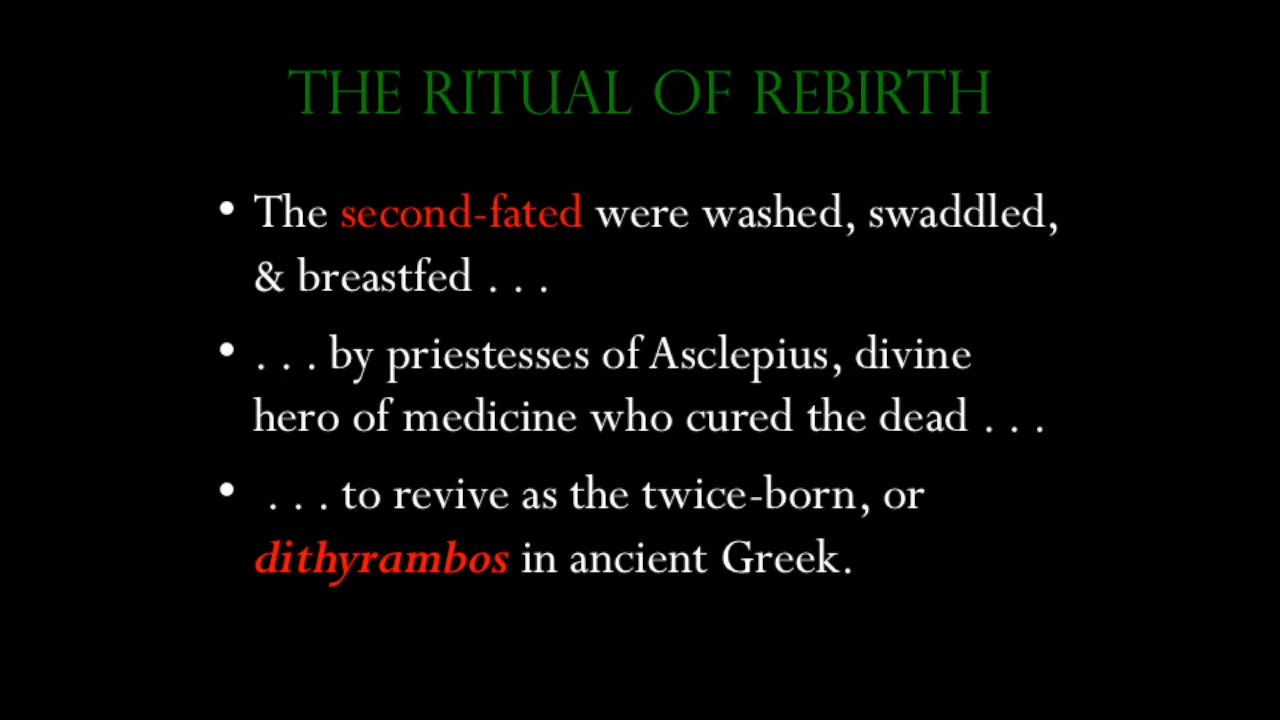 THE RITUAL OF REBIRTH
• The second-fated were washed, swaddled,
& breastfed . . .
• . . . by priestesses of Asclepius, divine
hero of medicine who cured the dead . . .
• . . . to revive as the twice-born, or
dithyrambos in ancient Greek.